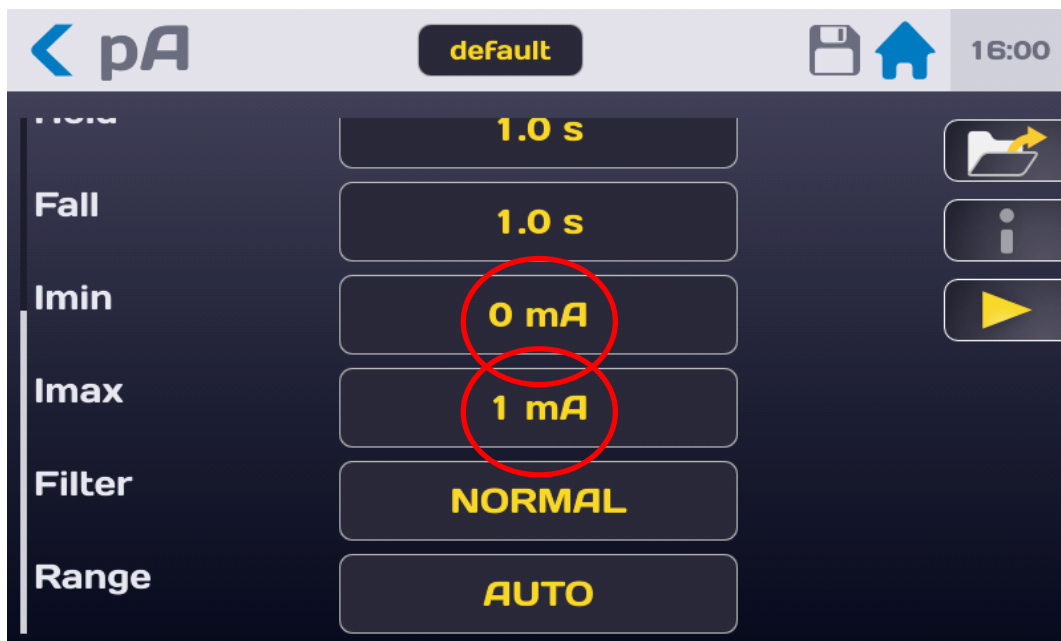 pA default 16:00
1.0 s
Fall 1.0 s
Imin 0 mA
Imax 1 mA
Filter NORMAL
Range AUTO